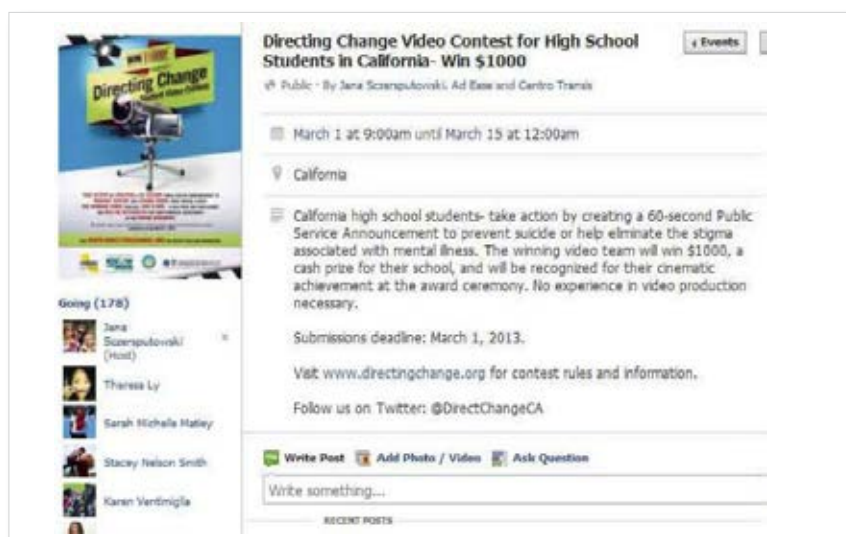 Directing Change
Student Video Contest
Directing Change Video Contest for High School
Students in California- Win $1000
Events
Public · By Jana Sczersputowski, Ad Ease and Centro Transis
March 1 at 9:00am until March 15 at 12:00am
California
California high school students- take action by creating a 60-second Public
Service Announcement to prevent suicide or help eliminate the stigma
associated with mental illness. The winning video team will win $1000, a
cash prize for their school, and will be recognized for their cinematic
achievement at the award ceremony. No experience in video production
necessary.
Submissions deadline: March 1, 2013.
Visit www.directingchange.org for contest rules and information.
Follow us on Twitter: @DirectChangeCA
Going (178)
Jana
Sczersputowski
(Host)
Theresa Ly
Sarah Michelle Matley
Stacey Nelson Smith
Karen Ventimiglia
Write Post Add Photo / Video Ask Question
Write something...
RECENT POSTS